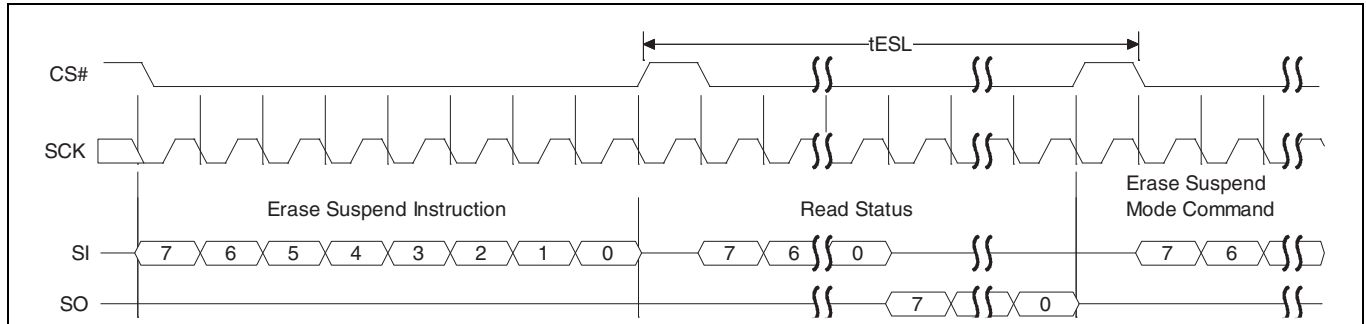 tESL
CS#
SCK
Erase Suspend Instruction
Read Status
Erase Suspend
Mode Command
SI 7 6 5 4 3 2 1 0 7 6 0 7 6
SO 7 0